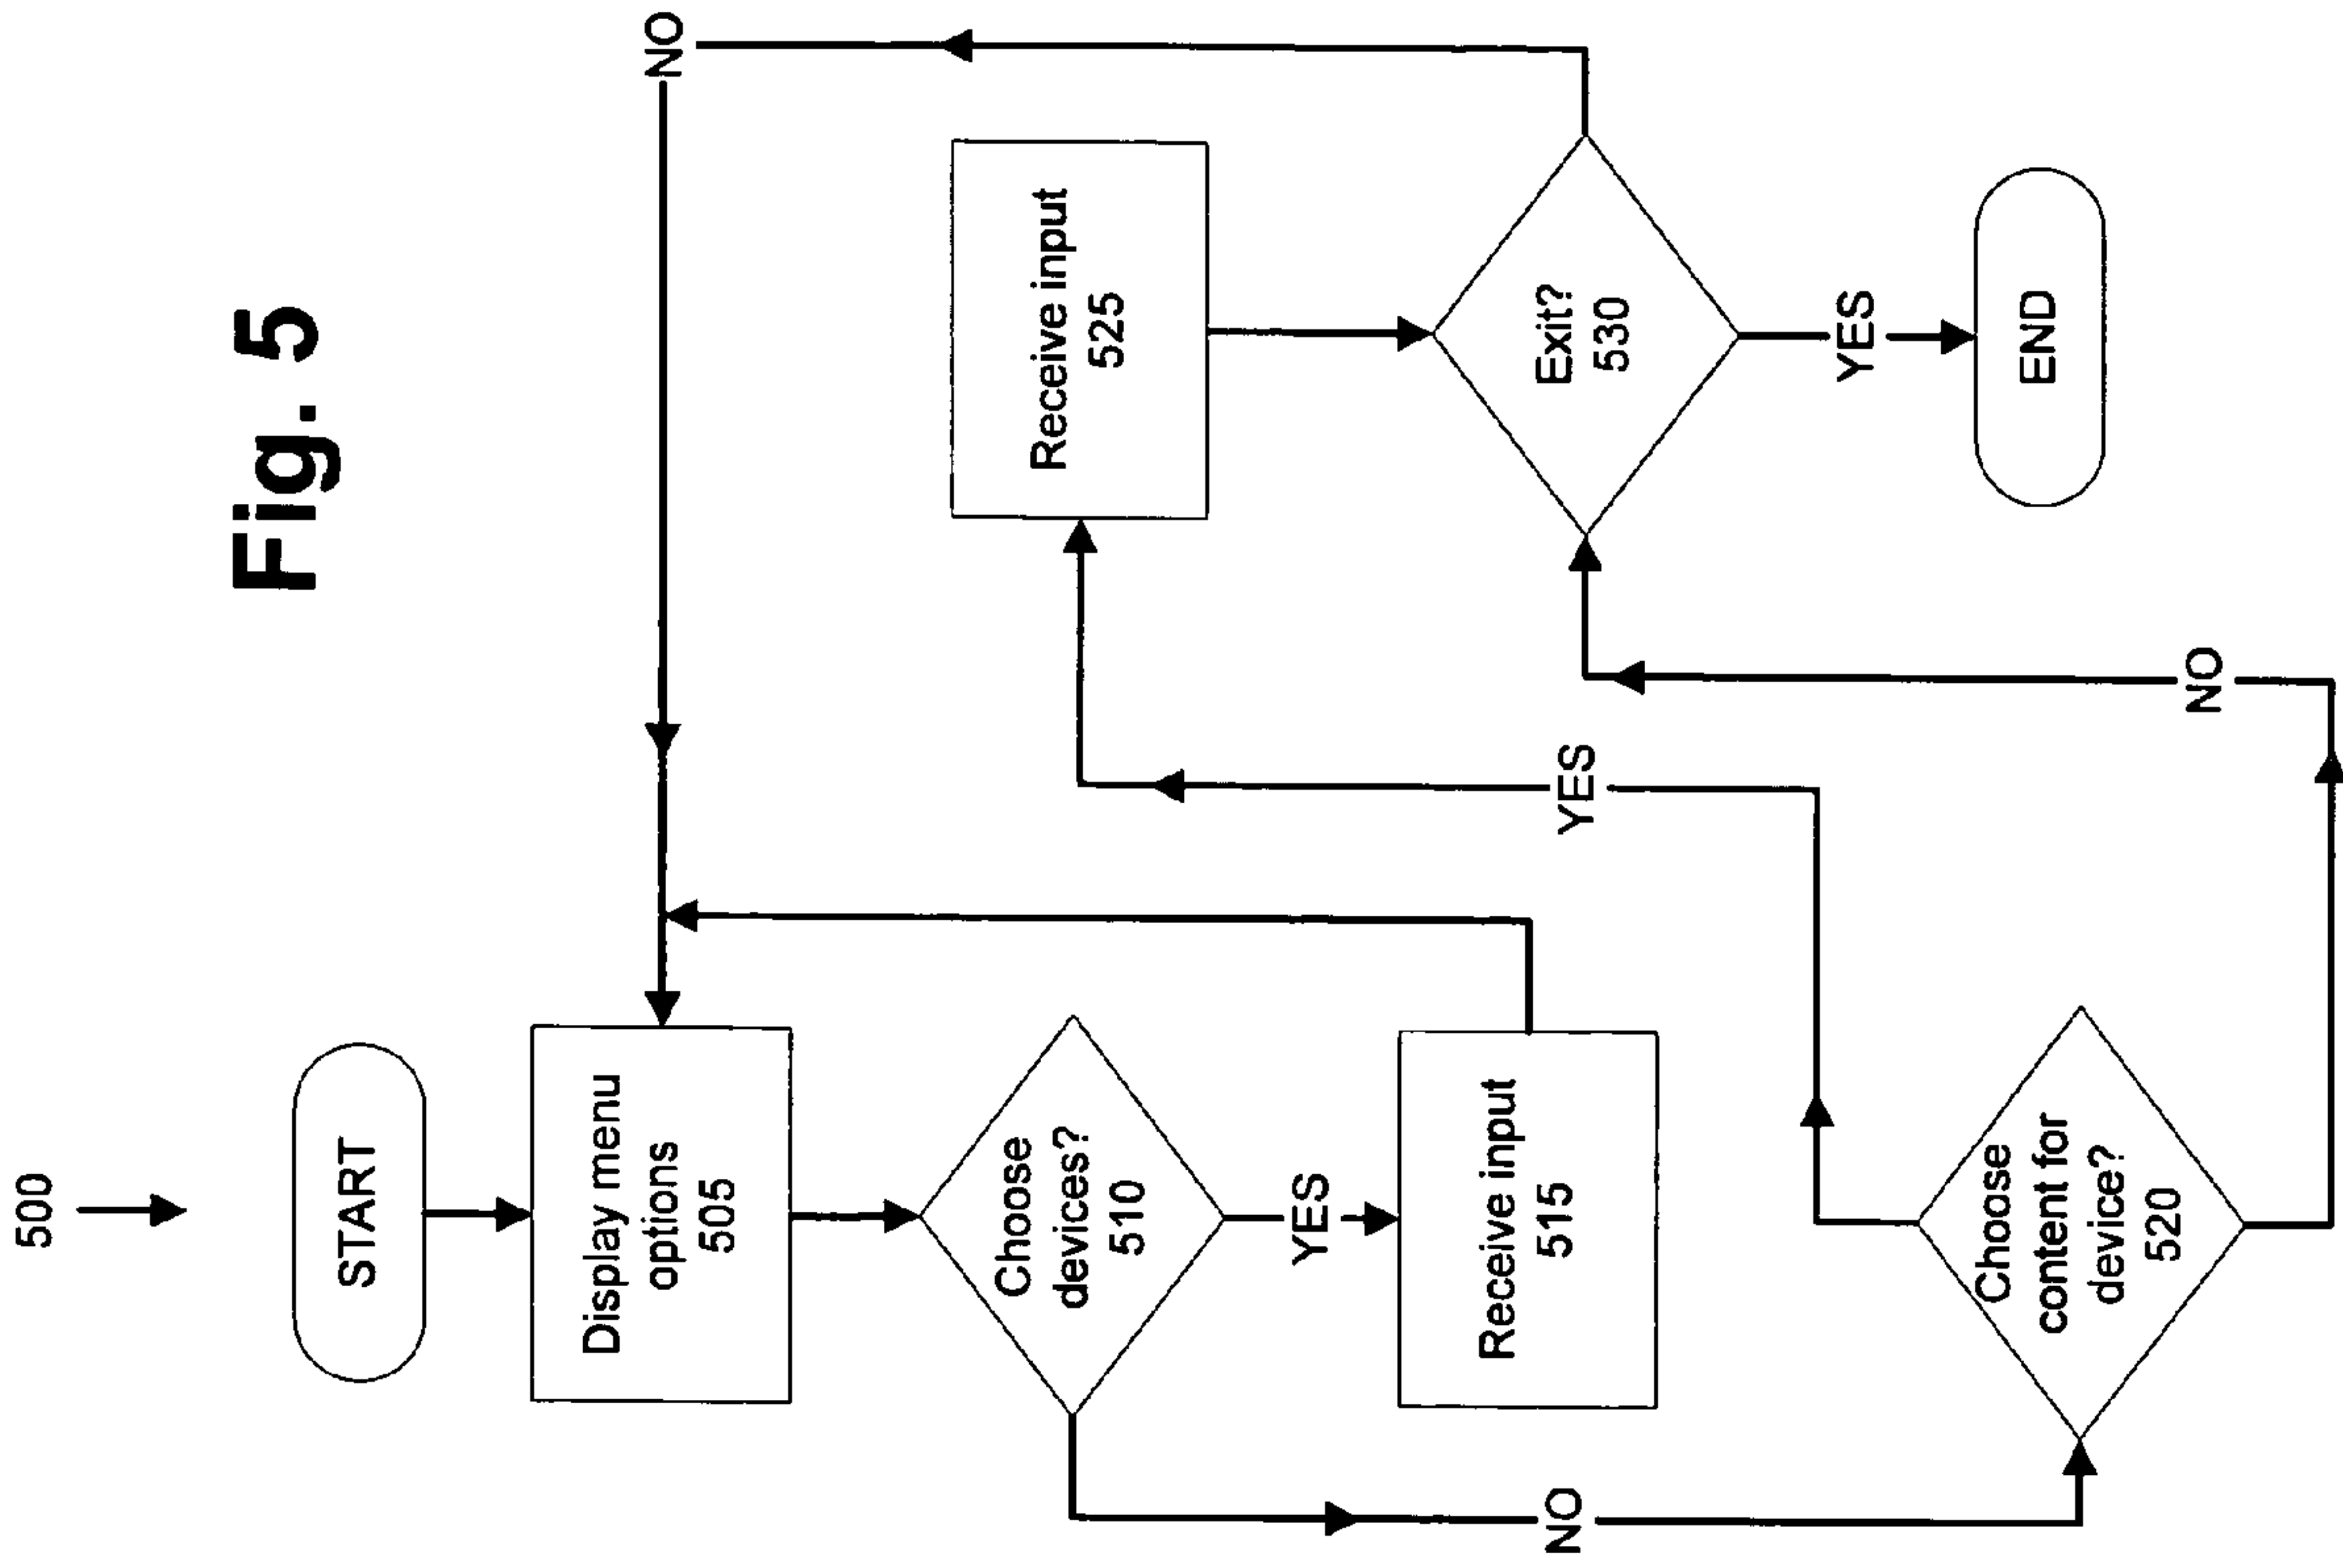 Fig. 5
500
START
Display menu
options
505
Choose
devices?
510
YES
NO
Receive input
515
Choose
content for
device?
520
YES
NO
Receive input
525
Exit?
530
NO
YES
END